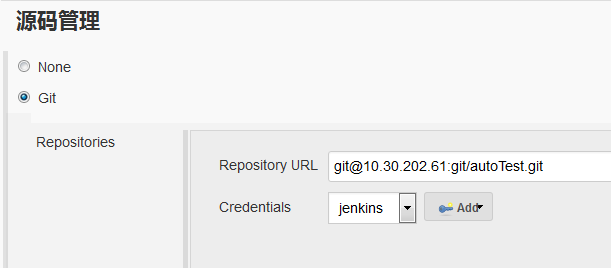 源码管理
None
Git
Repositories
Repository URL git@10.30.202.61:git/autoTest.git
Credentials jenkins Add